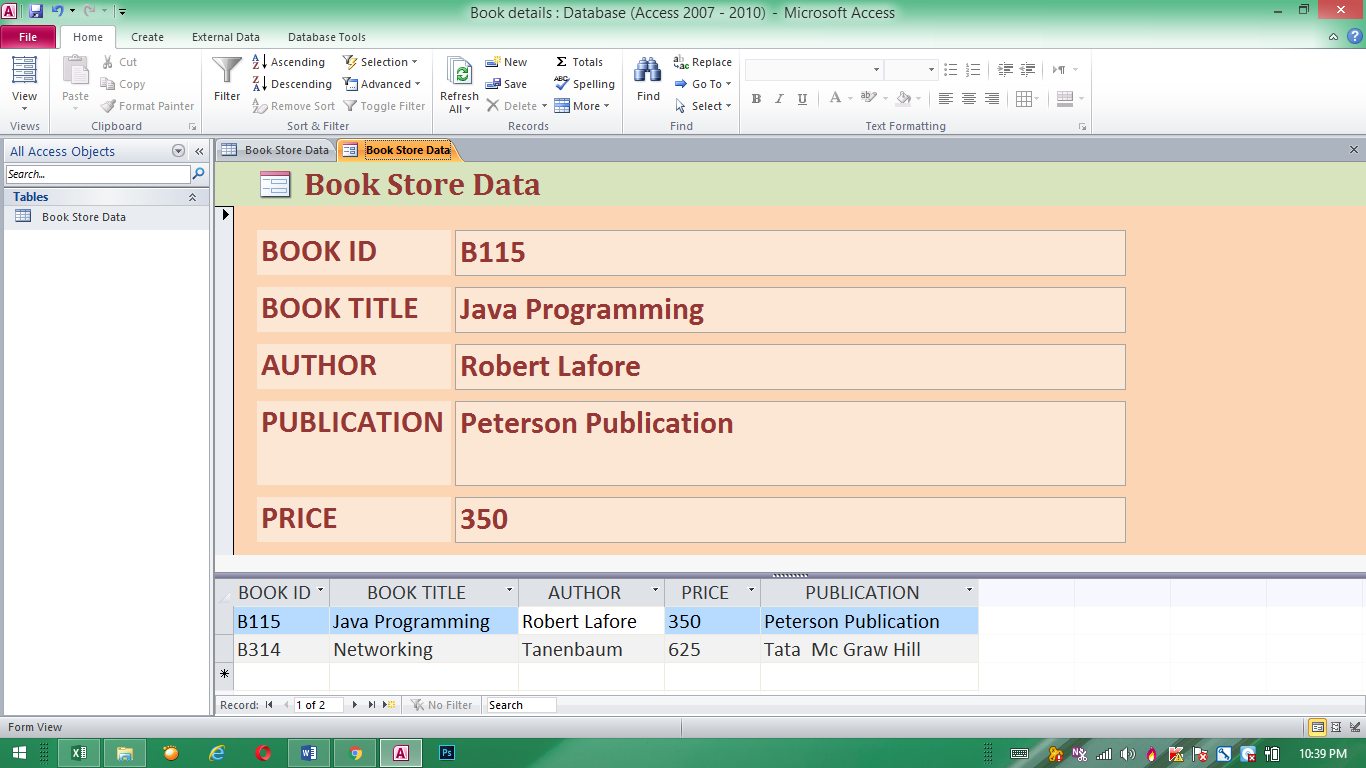 Book details : Database (Access 2007 - 2010) - Microsoft Access
File Home Create External Data Database Tools
View
Views
Paste
Cut
Copy
Format Painter
Clipboard
Filter
Ascending
Descending
Remove Sort
Selection
Advanced
Toggle Filter
Sort & Filter
Refresh All
New
Save
Delete
Totals
Spelling
More
Records
Find
Replace
Go To
Select
Find
B I U A ab
Text Formatting
All Access Objects
Search...
Tables
Book Store Data
Book Store Data Book Store Data
Book Store Data
BOOK ID B115
BOOK TITLE Java Programming
AUTHOR Robert Lafore
PUBLICATION Peterson Publication
PRICE 350
BOOK ID BOOK TITLE AUTHOR PRICE PUBLICATION
B115 Java Programming Robert Lafore 350 Peterson Publication
B314 Networking Tanenbaum 625 Tata Mc Graw Hill
Record: 1 of 2 No Filter Search
Form View
10:39 PM